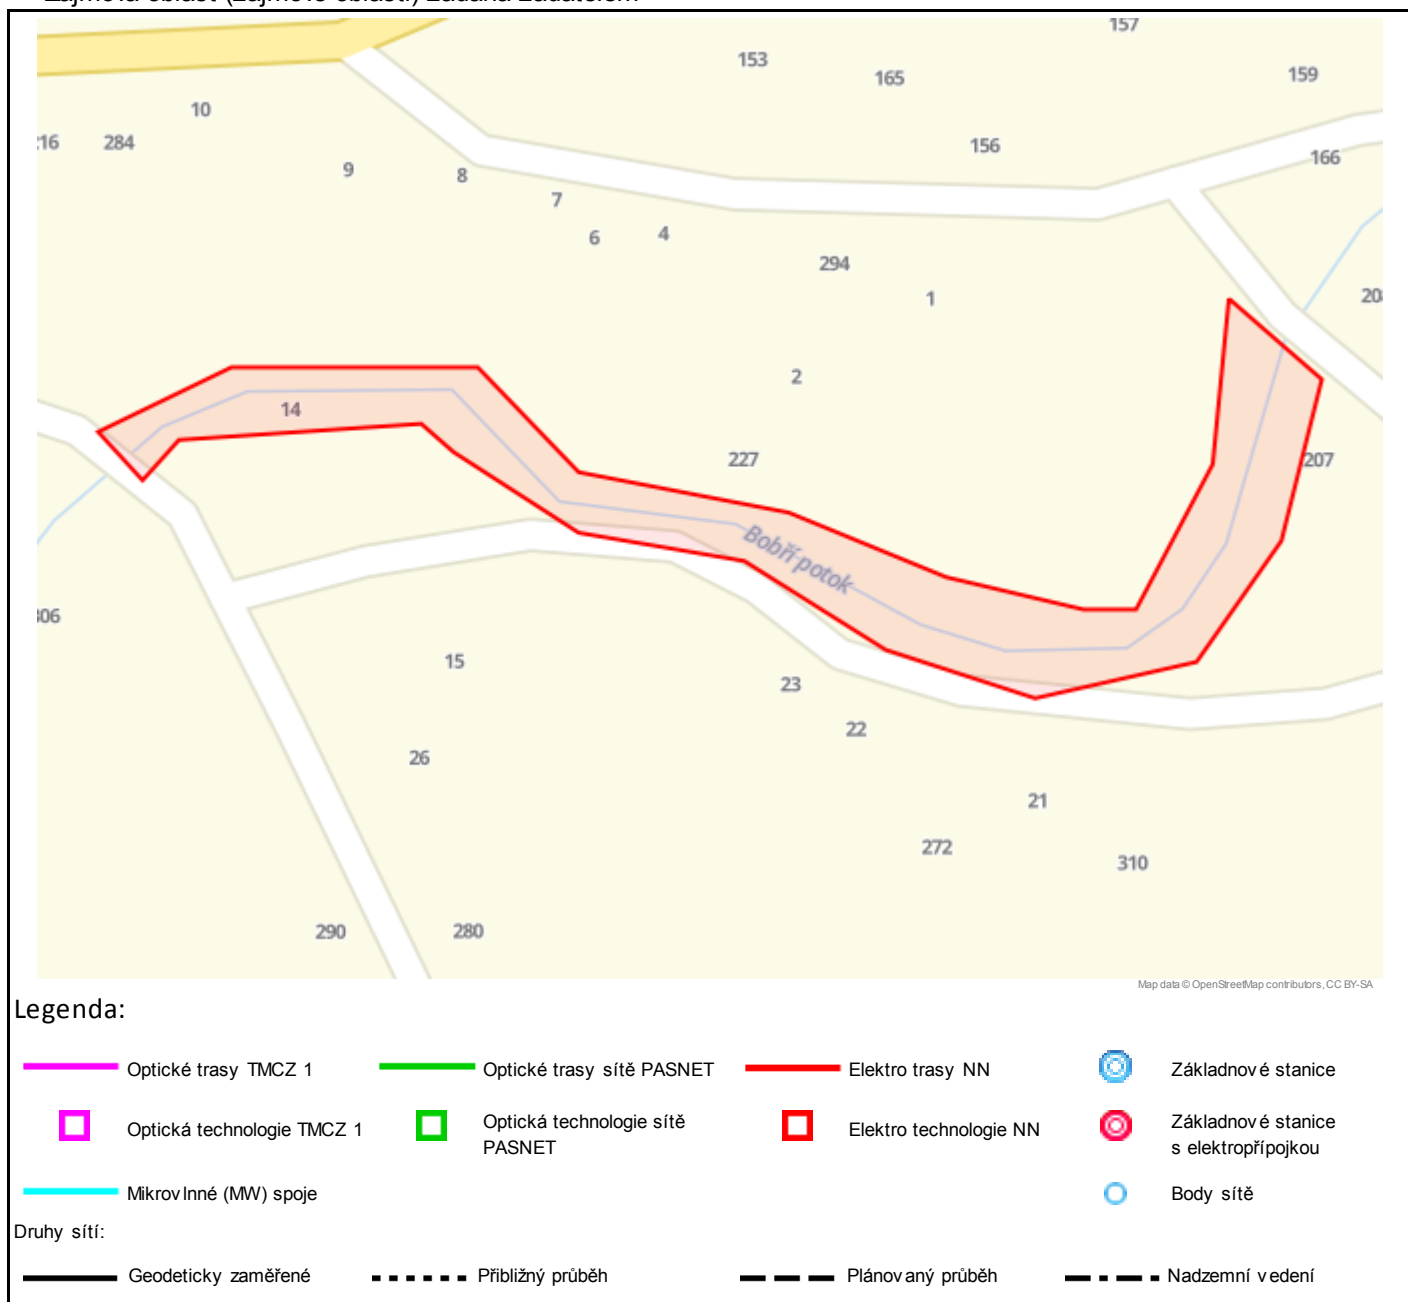 157
153
165
159
10
216
284
156
166
9
8
7
6
4
294
1
208
2
14
227
207
Bobří potok
306
15
23
22
26
21
272
310
290
280
Map data © OpenStreetMap contributors, CC BY-SA
Legenda:
Optické trasy TMCZ 1
Optické trasy sítě PASNET
Elektro trasy NN
Základnové stanice
Optická technologie TMCZ 1
Optická technologie sítě
PASNET
Elektro technologie NN
Základnové stanice
s elektropřípojkou
Mikrovlnné (MW) spoje
Body sítě
Druhy sítí:
Geodeticky zaměřené
Přibližný průběh
Plánovaný průběh
Nadzemní vedení